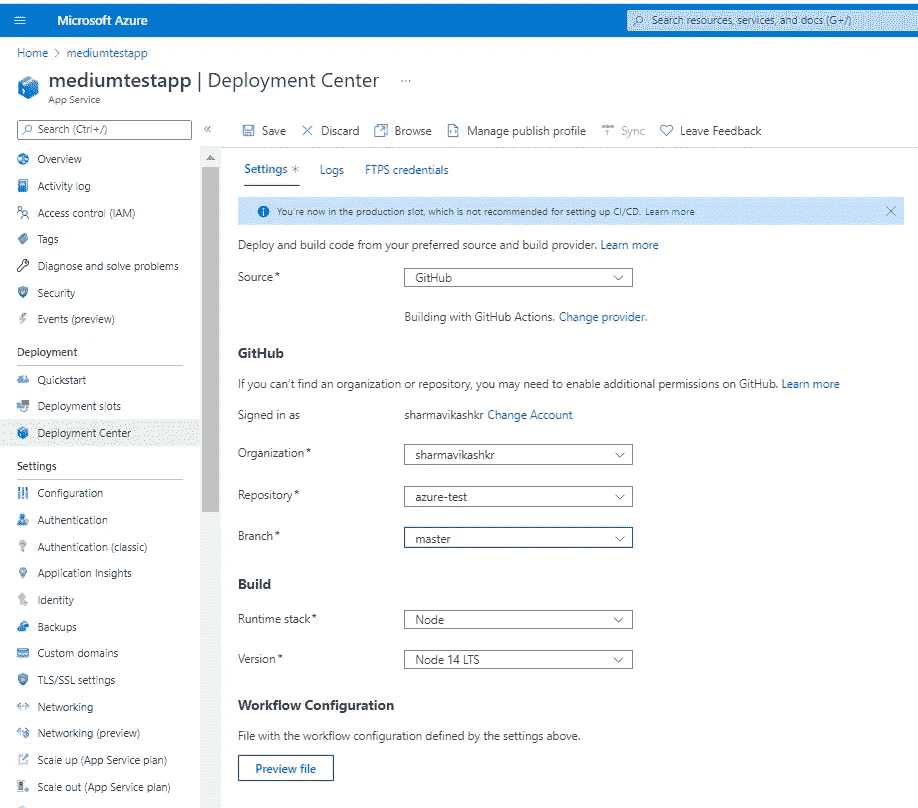 Microsoft Azure
Search resources, services, and docs (G+/)
Home > mediumtestapp
mediumtestapp | Deployment Center ...
App Service
Search (Ctrl+/)
«
Overview
Activity log
Access control (IAM)
Tags
Diagnose and solve problems
Security
Events (preview)
Deployment
Quickstart
Deployment slots
Deployment Center
Settings
Configuration
Authentication
Authentication (classic)
Application Insights
Identity
Backups
Custom domains
TLS/SSL settings
Networking
Networking (preview)
Scale up (App Service plan)
Scale out (App Service plan)
Save Discard Browse Manage publish profile Sync Leave Feedback
Settings * Logs FTPS credentials
You're now in the production slot, which is not recommended for setting up CI/CD. Learn more
Deploy and build code from your preferred source and build provider. Learn more
Source* GitHub
Building with GitHub Actions. Change provider.
GitHub
If you can't find an organization or repository, you may need to enable additional permissions on GitHub. Learn more
Signed in as sharmavikashkr Change Account
Organization* sharmavikashkr
Repository* azure-test
Branch* master
Build
Runtime stack* Node
Version* Node 14 LTS
Workflow Configuration
File with the workflow configuration defined by the settings above.
Preview file